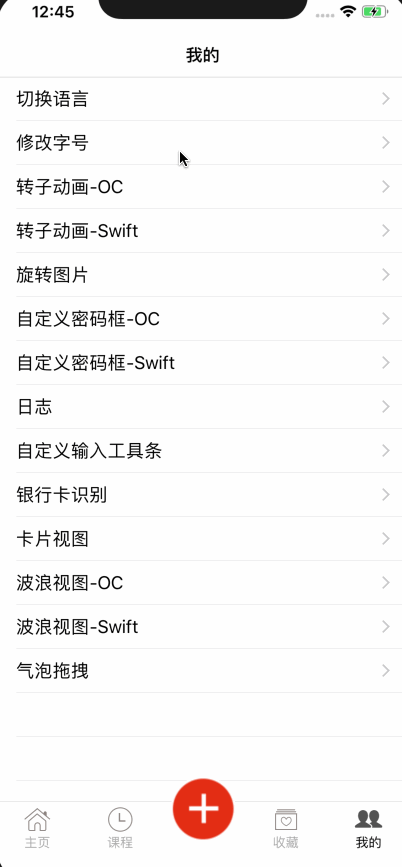 12:45
我的
切换语言
修改字号
转子动画-OC
转子动画-Swift
旋转图片
自定义密码框-OC
自定义密码框-Swift
日志
自定义输入工具条
银行卡识别
卡片视图
波浪视图-OC
波浪视图-Swift
气泡拖拽
主页
课程
收藏
我的